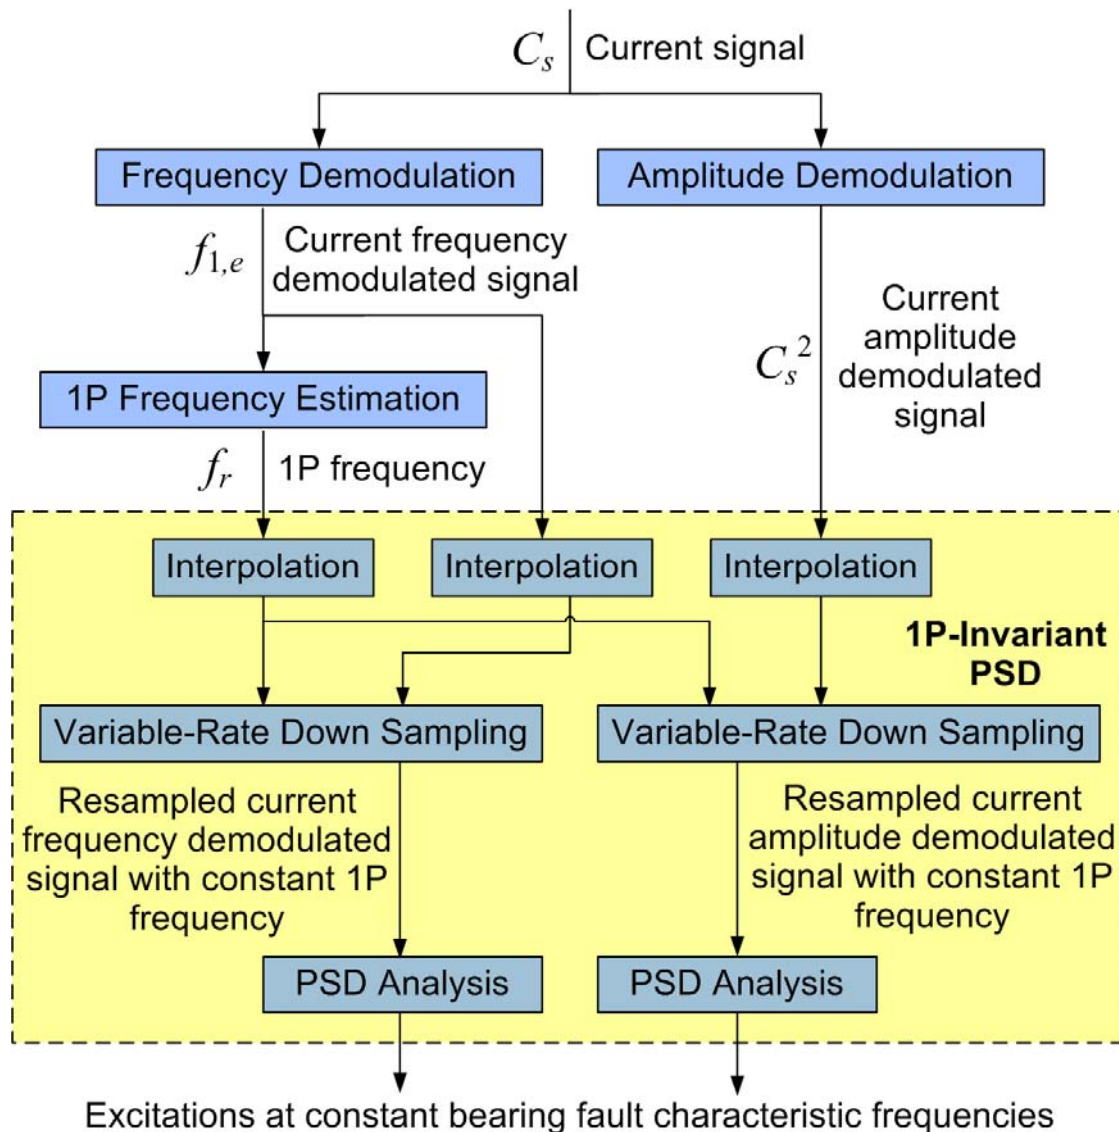 C_s Current signal
Frequency Demodulation
Amplitude Demodulation
f_{1,e}
Current frequency
demodulated signal
Current
amplitude
demodulated
signal
C_s^2
1P Frequency Estimation
f_r 1P frequency
Interpolation
Interpolation
Interpolation
1P-Invariant
PSD
Variable-Rate Down Sampling
Variable-Rate Down Sampling
Resampled current
frequency demodulated
signal with constant 1P
frequency
Resampled current
amplitude demodulated
signal with constant 1P
frequency
PSD Analysis
PSD Analysis
Excitations at constant bearing fault characteristic frequencies